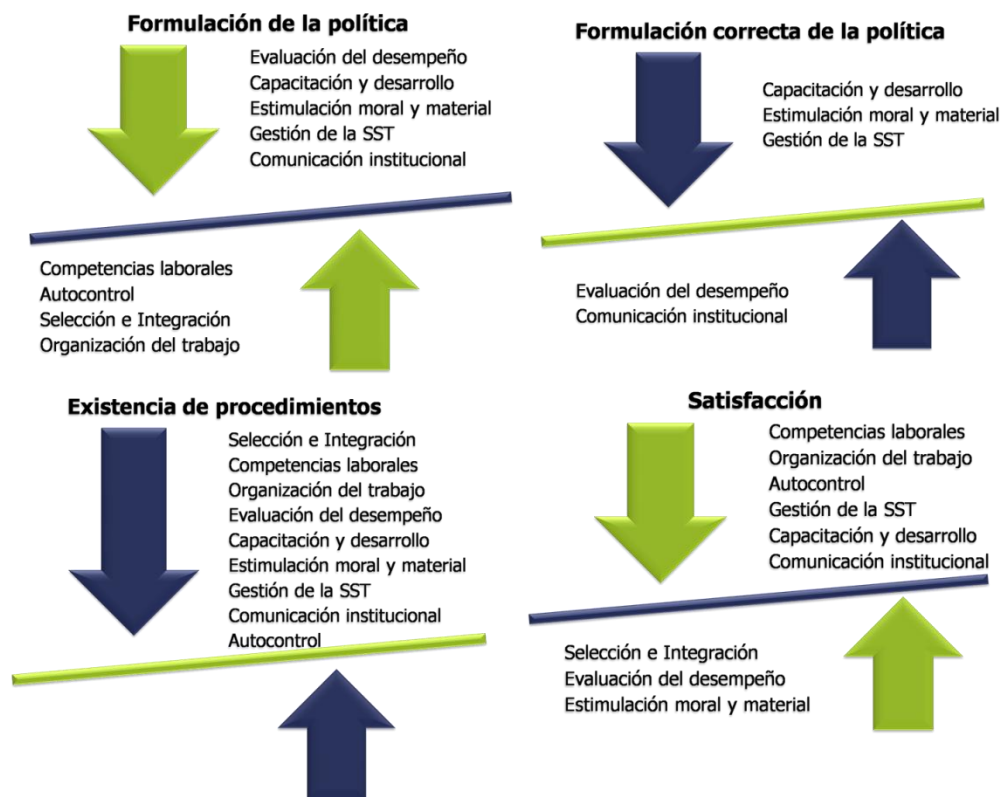 Formulación de la política
Evaluación del desempeño
Capacitación y desarrollo
Estimulación moral y material
Gestión de la SST
Comunicación institucional
Competencias laborales
Autocontrol
Selección e Integración
Organización del trabajo
Formulación correcta de la política
Capacitación y desarrollo
Estimulación moral y material
Gestión de la SST
Evaluación del desempeño
Comunicación institucional
Existencia de procedimientos
Selección e Integración
Competencias laborales
Organización del trabajo
Evaluación del desempeño
Capacitación y desarrollo
Estimulación moral y material
Gestión de la SST
Comunicación institucional
Autocontrol
Satisfacción
Competencias laborales
Organización del trabajo
Autocontrol
Gestión de la SST
Capacitación y desarrollo
Comunicación institucional
Selección e Integración
Evaluación del desempeño
Estimulación moral y material